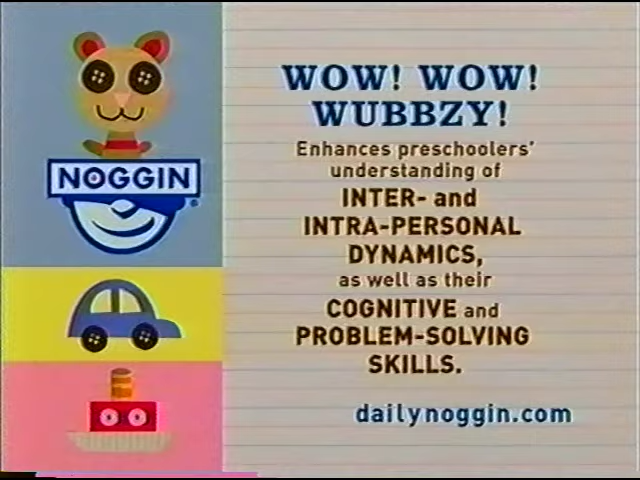 NOGGIN
WOW! WOW!
WUBBZY!
Enhances preschoolers'
understanding of
INTER- and
INTRA-PERSONAL
DYNAMICS,
as well as their
COGNITIVE and
PROBLEM-SOLVING
SKILLS.
dailynoggin.com